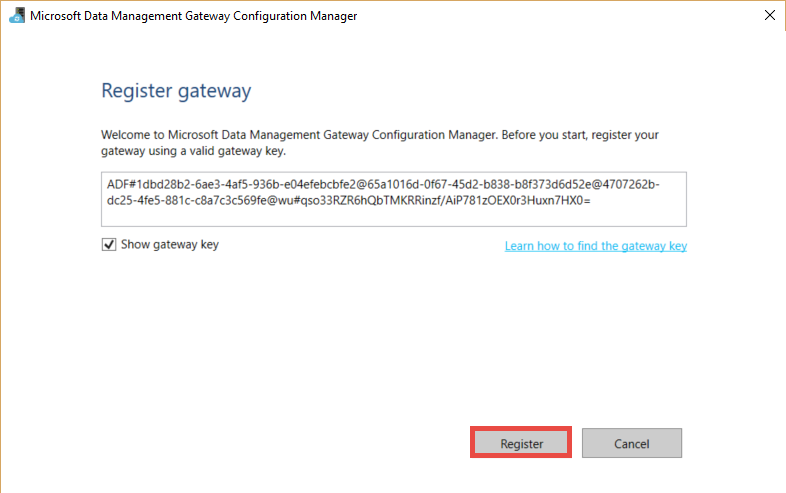 Microsoft Data Management Gateway Configuration Manager
Register gateway
Welcome to Microsoft Data Management Gateway Configuration Manager. Before you start, register your
gateway using a valid gateway key.
ADF#1dbd28b2-6ae3-4af5-936b-e04efebcbfe2@65a1016d-0f67-45d2-b838-b8f373d6d52e@4707262b-
dc25-4fe5-881c-c8a7c3c569fe@wu#qso33RZR6hQbTMKRRinzf/AiP781zOEX0r3Huxn7HX0=
Show gateway key
Learn how to find the gateway key
Register
Cancel